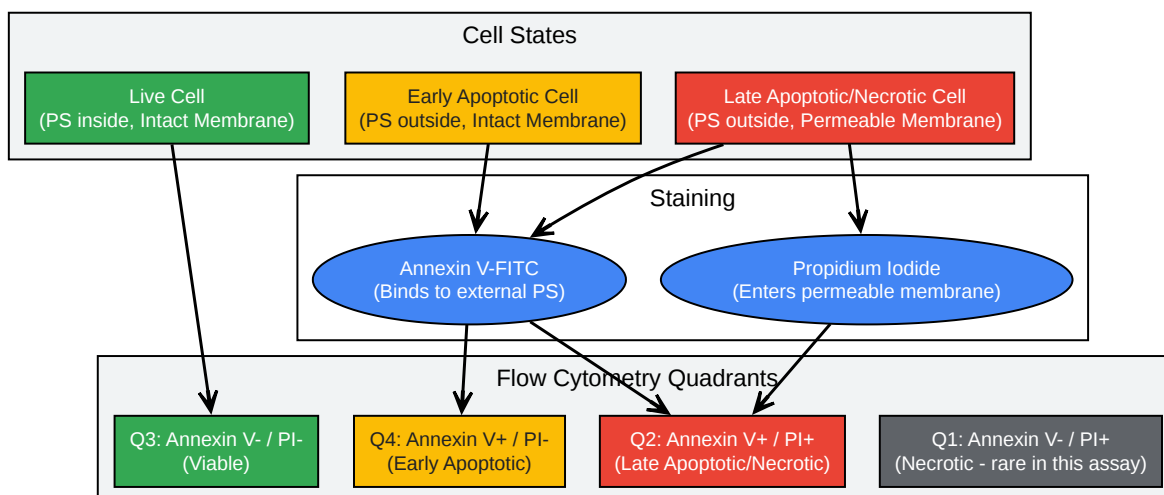 Cell States
Live Cell
(PS inside, Intact Membrane)
Early Apoptotic Cell
(PS outside, Intact Membrane)
Late Apoptotic/Necrotic Cell
(PS outside, Permeable Membrane)
Staining
Annexin V-FITC
(Binds to external PS)
Propidium Iodide
(Enters permeable membrane)
Flow Cytometry Quadrants
Q3: Annexin V- / PI-
(Viable)
Q4: Annexin V+ / PI-
(Early Apoptotic)
Q2: Annexin V+ / PI+
(Late Apoptotic/Necrotic)
Q1: Annexin V- / PI+
(Necrotic - rare in this assay)